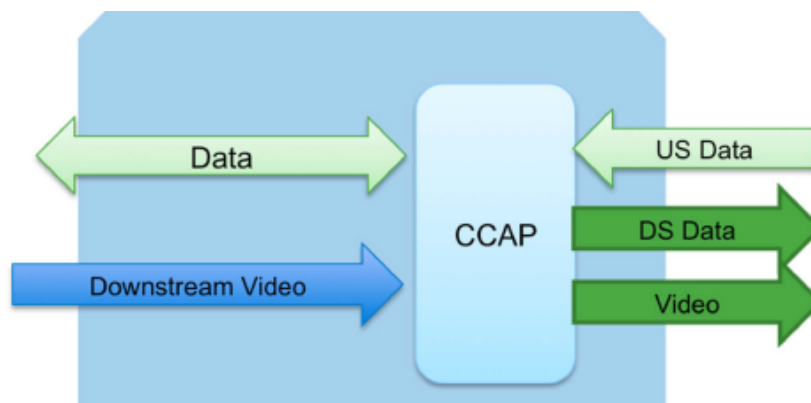 Data
US Data
CCAP
DS Data
Downstream Video
Video